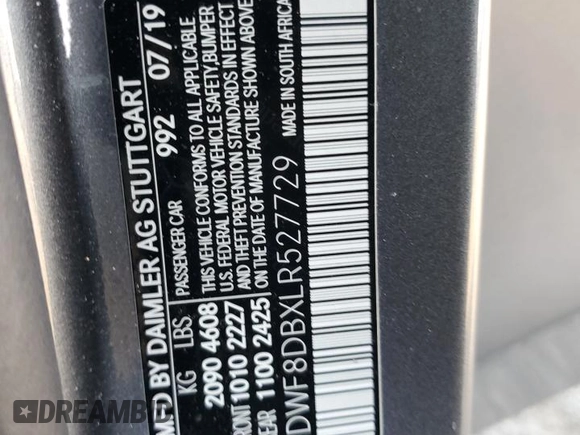 MFD BY DAIMLER AG STUTTGART
992 07/19
KG LBS PASSENGER CAR
2090 4608 THIS VEHICLE CONFORMS TO ALL APPLICABLE
FRONT 1010 2227 U.S. FEDERAL MOTOR VEHICLE SAFETY, BUMPER
REAR 1100 2425 AND THEFT PREVENTION STANDARDS IN EFFECT
ON THE DATE OF MANUFACTURE SHOWN ABOVE
DWF8DBXLR527729 MADE IN SOUTH AFRICA
DREAMBID